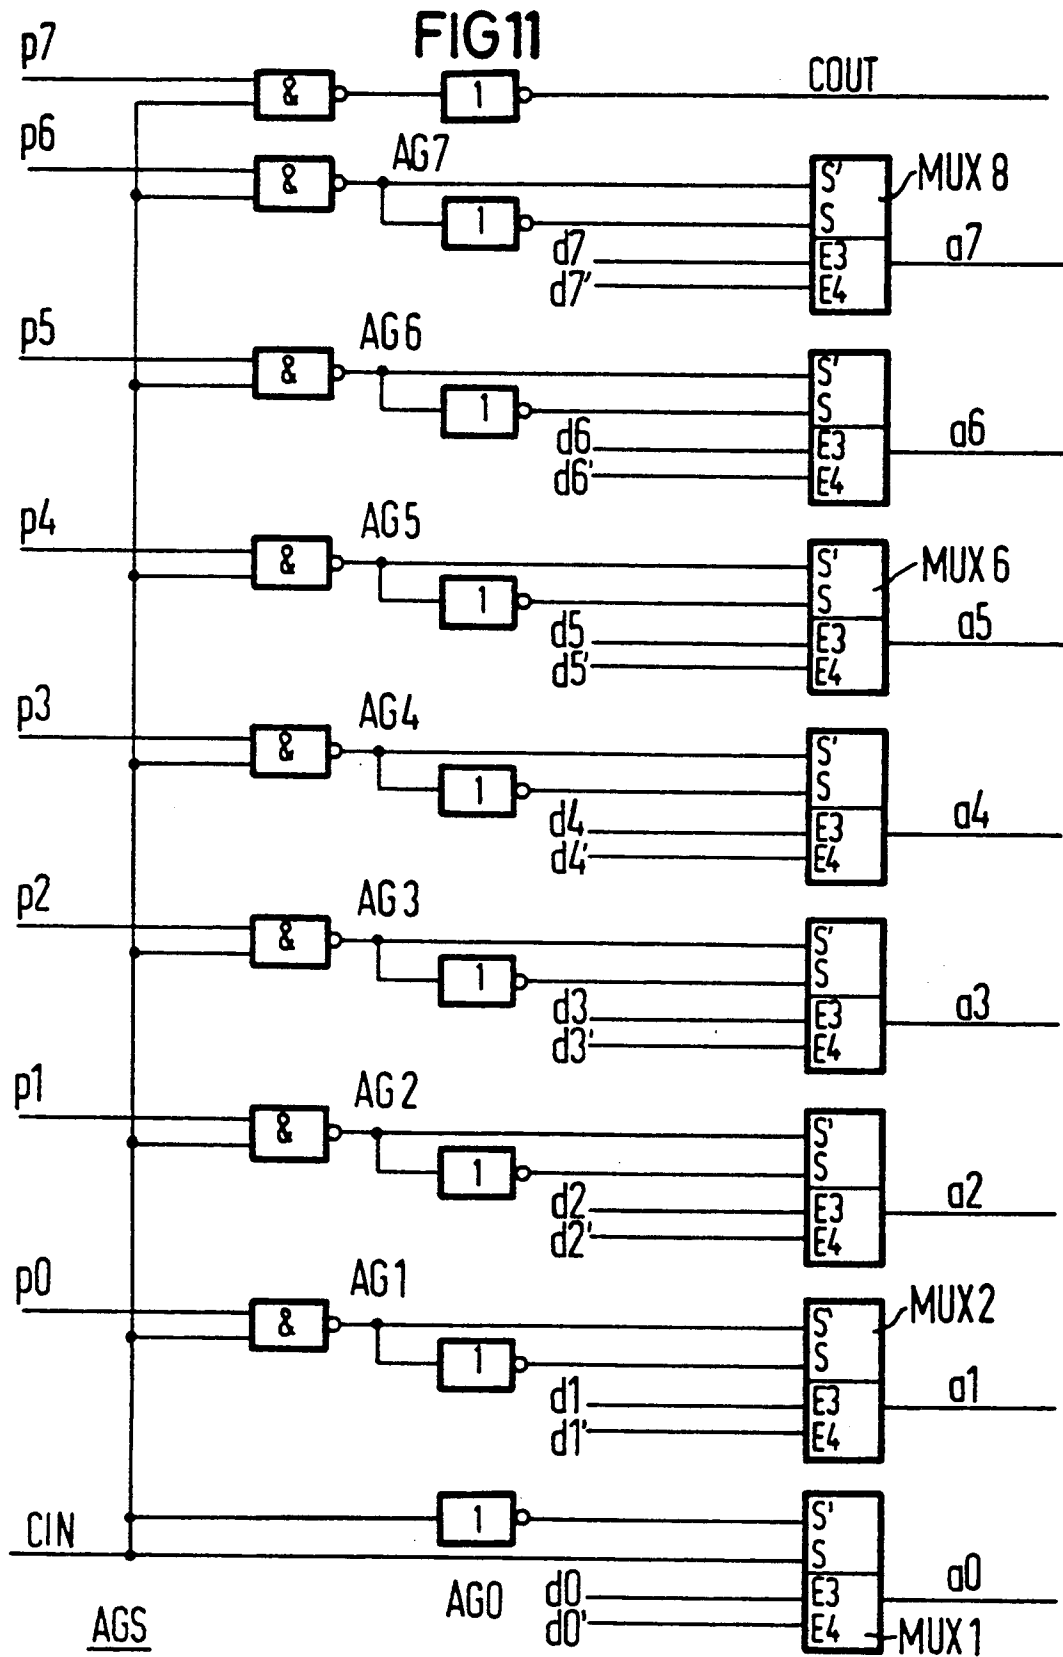 FIG11
p7
&
1
COUT
p6
&
AG7
1
S'
S
MUX 8
d7
d7'
E3
E4
a7
p5
&
AG6
1
S'
S
d6
d6'
E3
E4
a6
p4
&
AG5
1
S'
S
MUX 6
d5
d5'
E3
E4
a5
p3
&
AG4
1
S'
S
d4
d4'
E3
E4
a4
p2
&
AG3
1
S'
S
d3
d3'
E3
E4
a3
p1
&
AG2
1
S'
S
d2
d2'
E3
E4
a2
p0
&
AG1
1
S'
S
MUX2
d1
d1'
E3
E4
a1
CIN
1
S'
S
AG0
d0
d0'
E3
E4
a0
MUX1
AGS